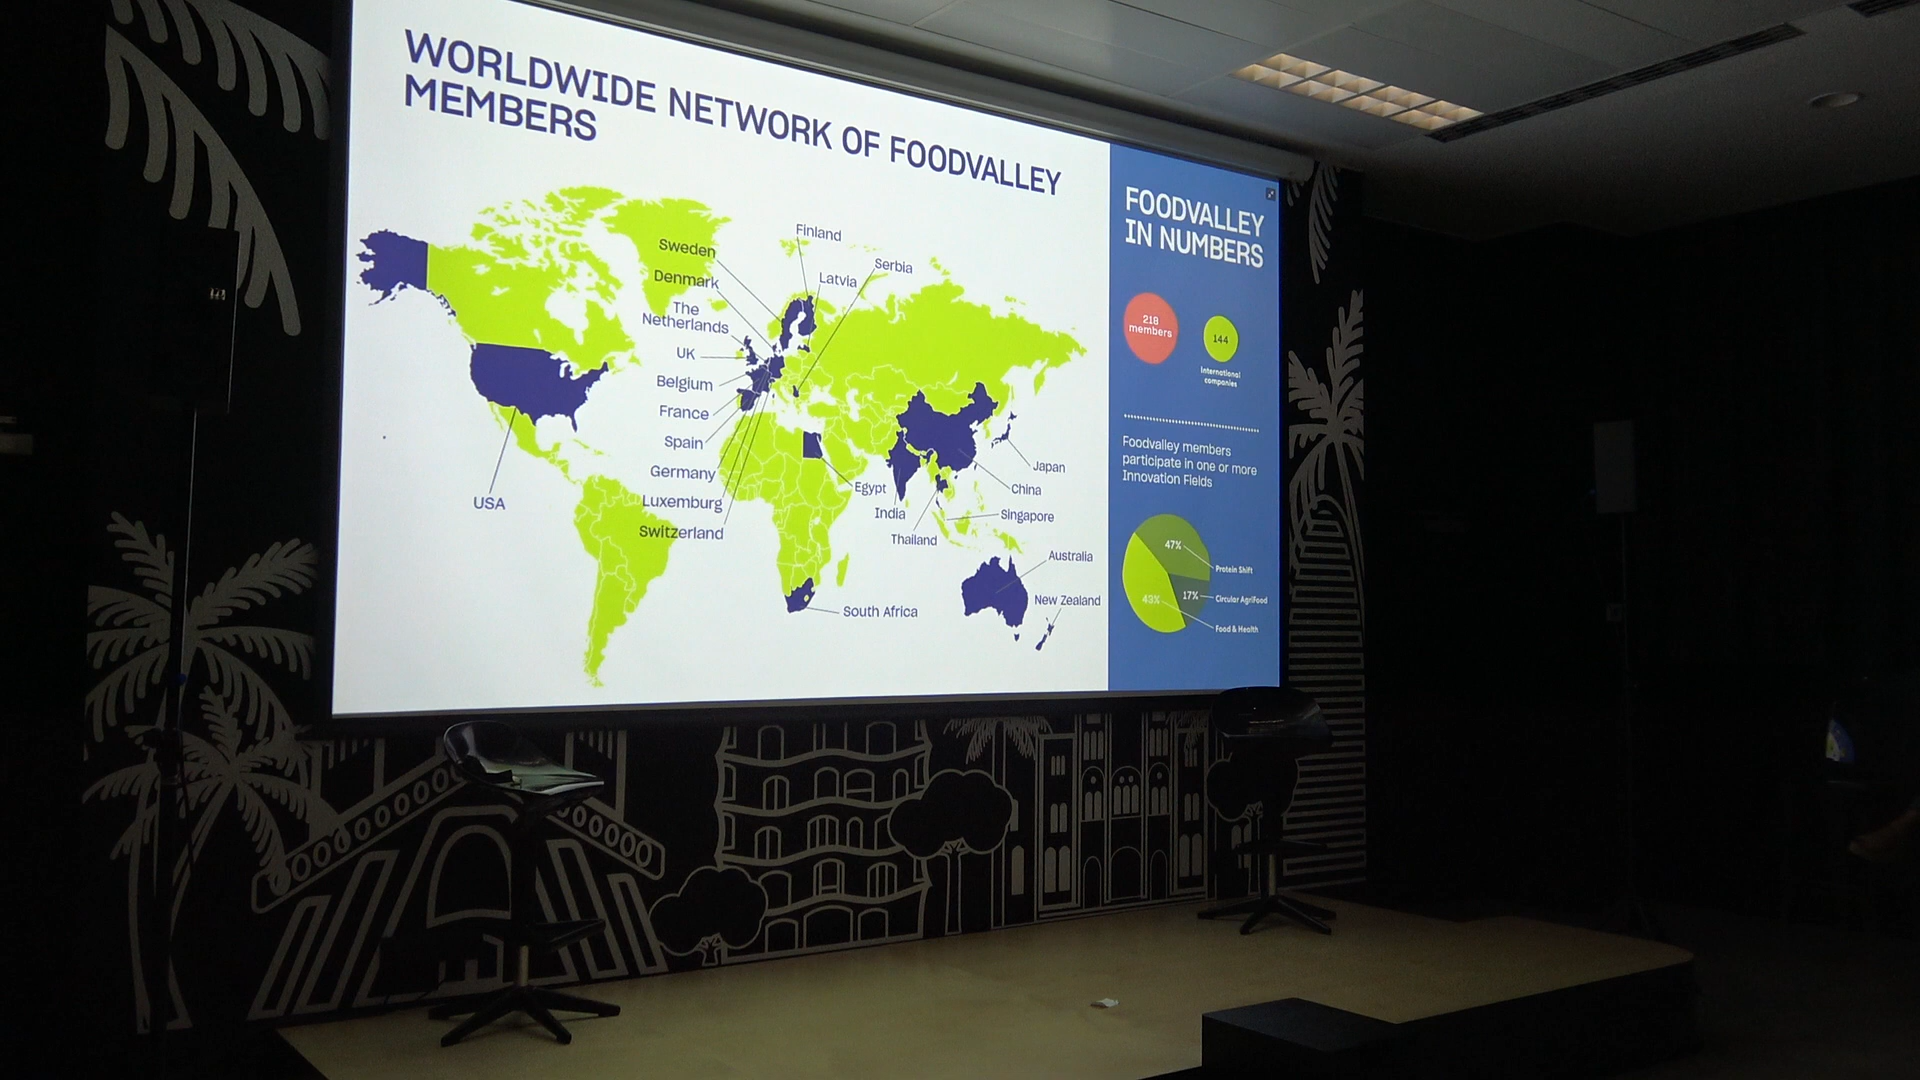 WORLDWIDE NETWORK OF FOODVALLEY
MEMBERS
Finland
Sweden
Serbia
Latvia
Denmark
The
Netherlands
UK
Belgium
France
Spain
Germany
Luxemburg
Switzerland
USA
Egypt
India
Thailand
Japan
China
Singapore
Australia
New Zealand
South Africa
FOODVALLEY
IN NUMBERS
218
members
144
International
companies
Foodvalley members
participate in one or more
Innovation Fields
47%
Protein Shift
17%
Circular AgriFood
43%
Food & Health